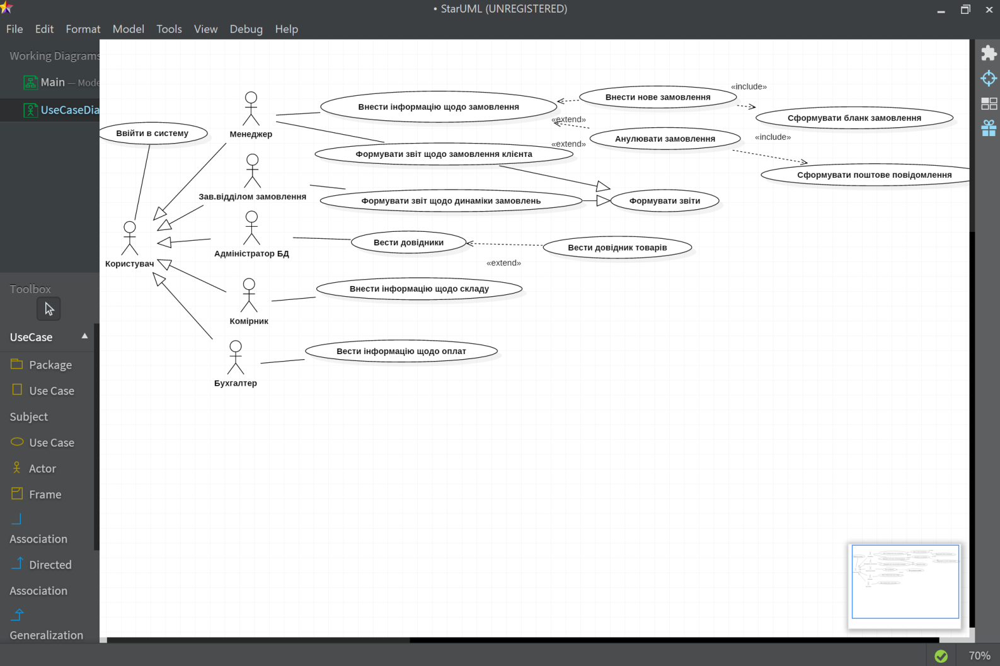 • StarUML (UNREGISTERED)
File Edit Format Model Tools View Debug Help
Working Diagrams
Main — Mode
UseCaseDia
Toolbox
UseCase
Package
Use Case
Subject
Use Case
Actor
Frame
Association
Directed
Association
Generalization
Ввійти в систему
Менеджер
Зав.відділом замовлення
Користувач
Адміністратор БД
Комірник
Бухгалтер
Внести інформацію щодо замовлення
Внести нове замовлення
«include»
Сформувати бланк замовлення
«extend»
Анулювати замовлення
«include»
«extend»
Формувати звіт щодо замовлення клієнта
Сформувати поштове повідомлення
Формувати звіт щодо динаміки замовлень
Формувати звіти
Вести довідники
Вести довідник товарів
«extend»
Внести інформацію щодо складу
Вести інформацію щодо оплат
70%